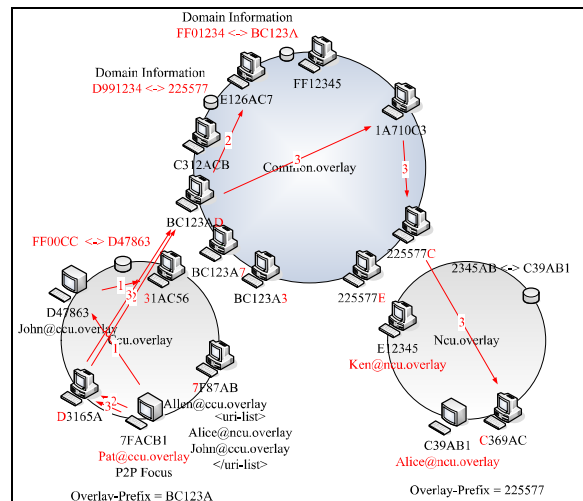 Domain Information
FF01234 <-> BC123A
Domain Information
D991234 <-> 225577
FF12345
E126AC7
1A710C3
2
3
C312ACB
Common.overlay
3
BC123AD
FF00CC <-> D47863
BC123A7
225577C
2345AB <-> C39AB1
BC123A3
225577E
1
31AC56
3
2
D47863
John@ccu.overlay
Ccu.overlay
1
3
Ncu.overlay
E12345
Ken@ncu.overlay
7F87AB
D3165A
Allen@ccu.overlay
2
3
<uri-list>
7FACB1
Alice@ncu.overlay
C39AB1
C369AC
Pat@ccu.overlay
John@ccu.overlay
Alice@ncu.overlay
P2P Focus
</uri-list>
Overlay-Prefix = BC123A
Overlay-Prefix = 225577